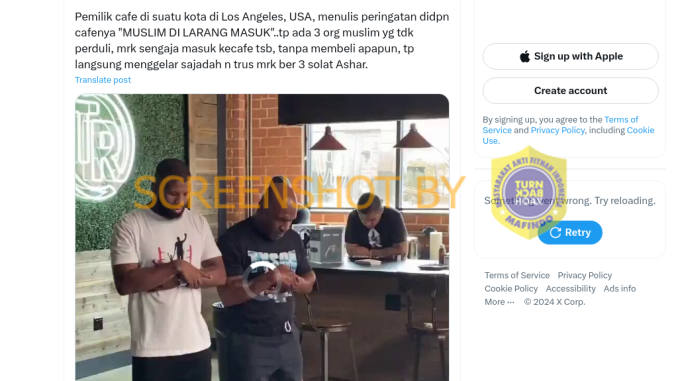 Pemilik cafe di suatu kota di Los Angeles, USA, menulis peringatan didpn
cafenya "MUSLIM DI LARANG MASUK"..tp ada 3 org muslim yg tdk
perduli, mrk sengaja masuk kecafe tsb, tanpa membeli apapun, tp
langsung menggelar sajadah n trus mrk ber 3 solat Ashar.
Translate post
SCREENSHOT BY
Sign up with Apple
Create account
By signing up, you agree to the Terms of
Service and Privacy Policy, including Cookie
Use.
MASYARAKAT ANTI FITNAH INDONESIA
TURN
BACK
HOAX
MAFINDO
wrong. Try reloading.
Retry
Terms of Service Privacy Policy
Cookie Policy Accessibility Ads info
More ··· © 2024 X Corp.